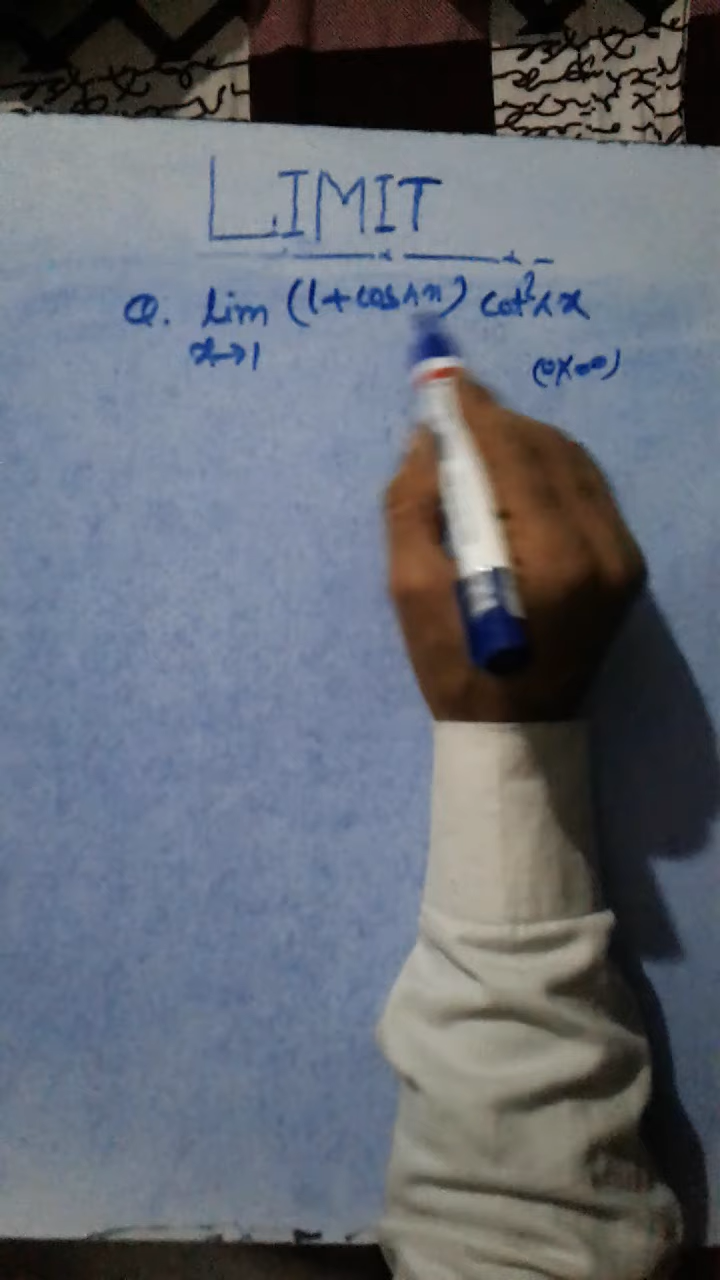 LIMIT
Q. lim (1+cosπx) cot²πx
x→1 (0×∞)